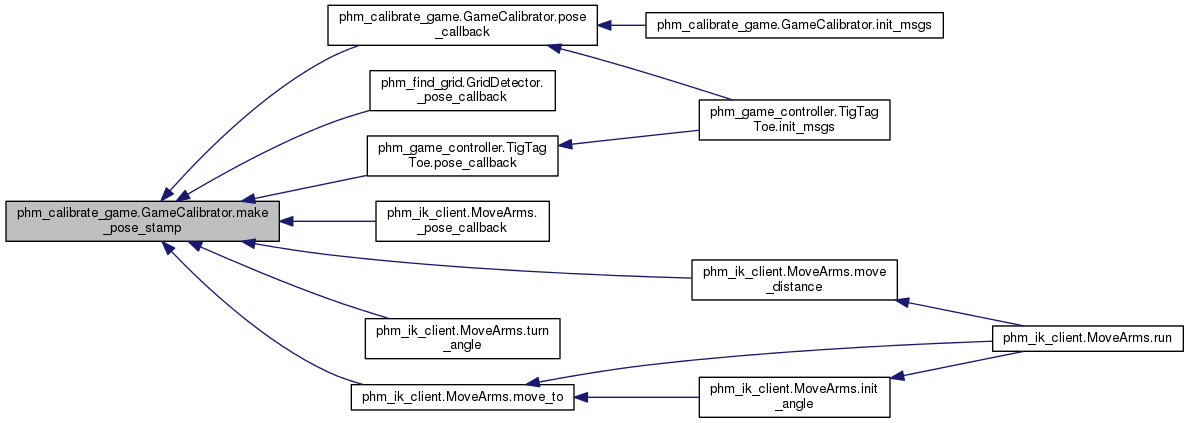 phm_calibrate_game.GameCalibrator.pose
_callback
phm_calibrate_game.GameCalibrator.init_msgs
phm_find_grid.GridDetector.
_pose_callback
phm_game_controller.TigTag
Toe.init_msgs
phm_game_controller.TigTag
Toe.pose_callback
phm_calibrate_game.GameCalibrator.make
_pose_stamp
phm_ik_client.MoveArms.
_pose_callback
phm_ik_client.MoveArms.move
_distance
phm_ik_client.MoveArms.turn
_angle
phm_ik_client.MoveArms.run
phm_ik_client.MoveArms.move_to
phm_ik_client.MoveArms.init
_angle